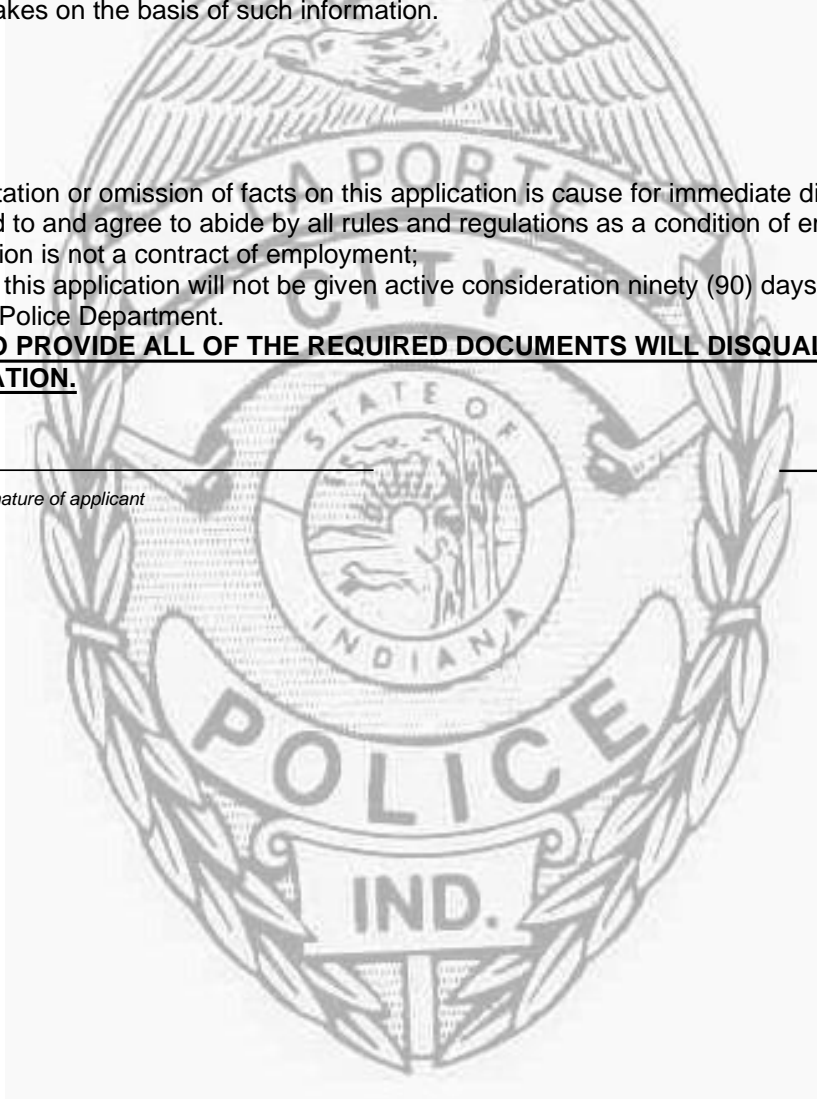 akes on the basis of such information.
APORTE
tation or omission of facts on this application is cause for immediate di
d to and agree to abide by all rules and regulations as a condition of e
ion is not a contract of employment;
CITY
this application will not be given active consideration ninety (90) days
Police Department.
O PROVIDE ALL OF THE REQUIRED DOCUMENTS WILL DISQUAL
ATION.
STATE OF
nature of applicant
INDIANA
POLICE
IND.